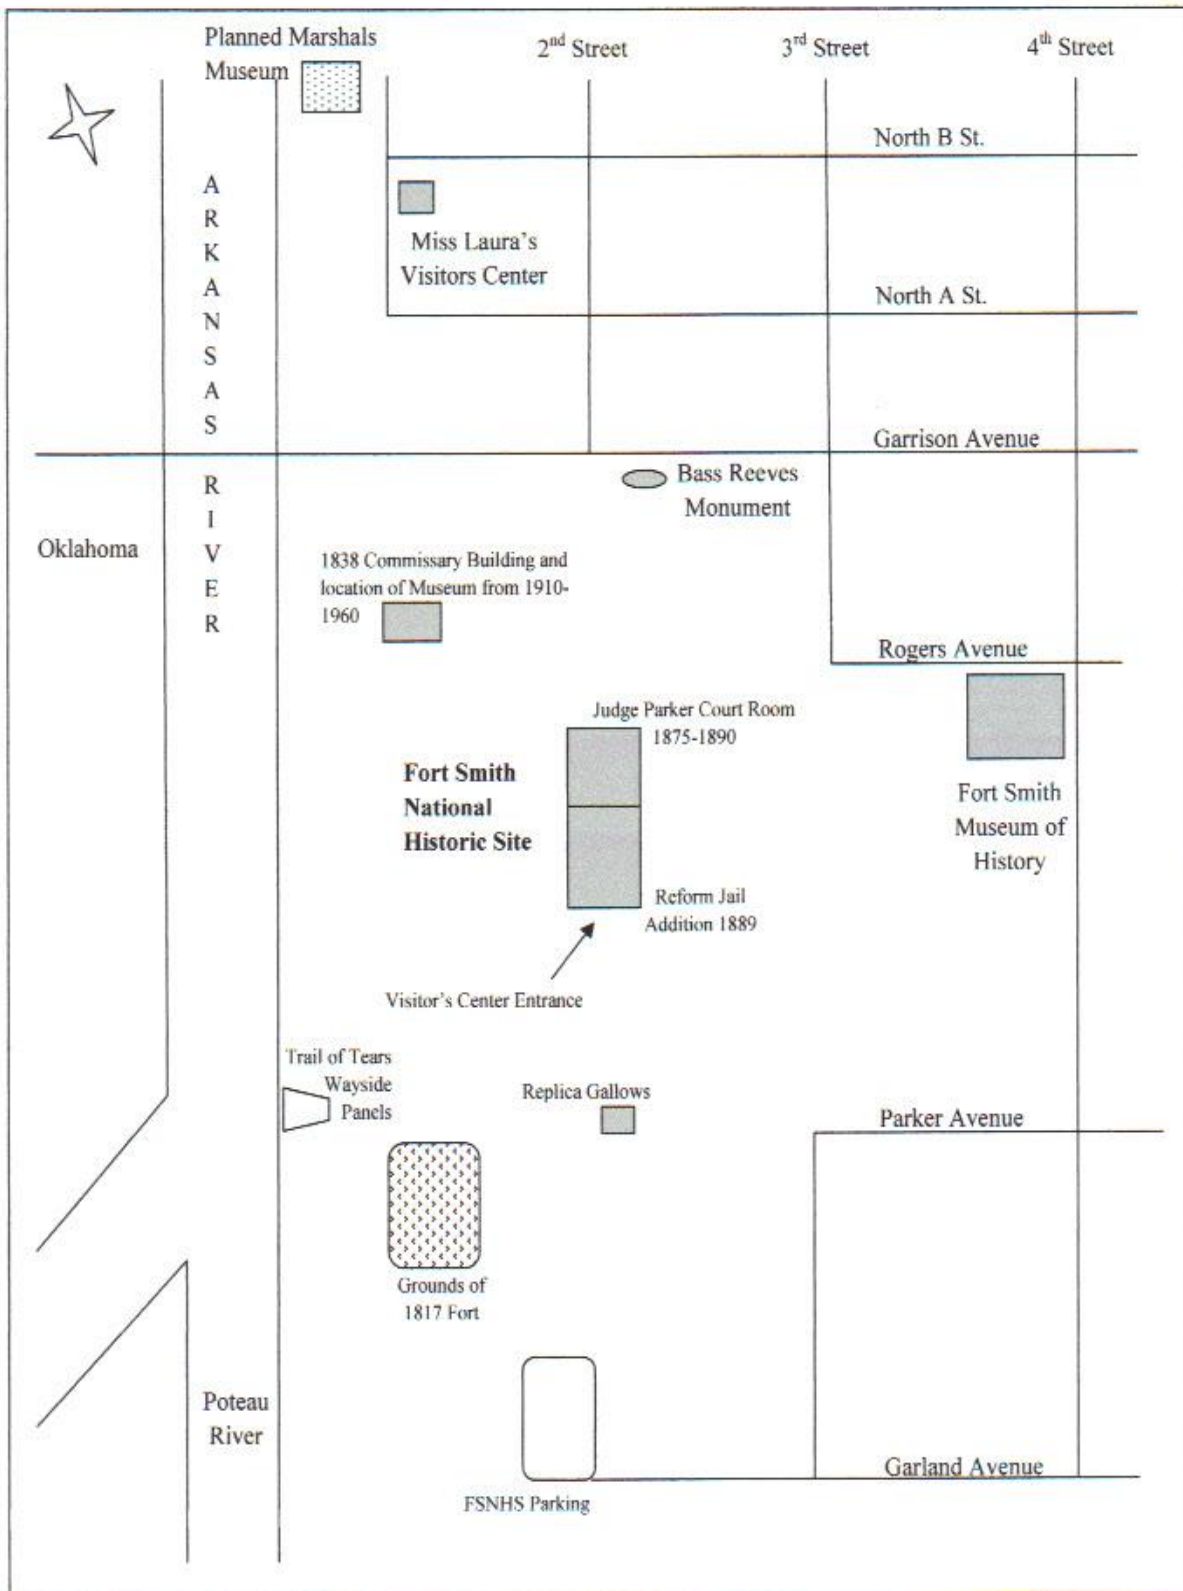 Planned Marshals
Museum
2nd Street
3rd Street
4th Street
North B St.
ARKANSAS
RIVER
Miss Laura's
Visitors Center
North A St.
Garrison Avenue
Bass Reeves
Monument
Oklahoma
1838 Commissary Building and
location of Museum from 1910-
1960
Rogers Avenue
Judge Parker Court Room
1875-1890
Fort Smith
National
Historic Site
Fort Smith
Museum of
History
Reform Jail
Addition 1889
Visitor's Center Entrance
Trail of Tears
Wayside
Panels
Replica Gallows
Parker Avenue
Grounds of
1817 Fort
Poteau
River
Garland Avenue
FSNHS Parking